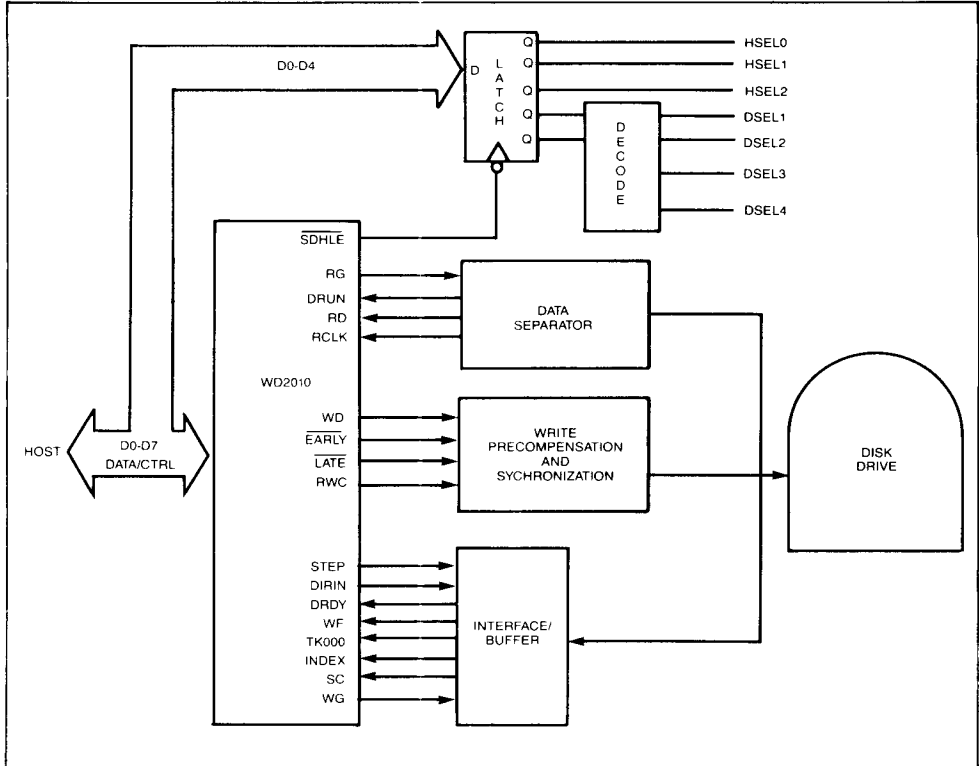 D0-D4
D
LATCH
Q
Q
Q
Q
Q
HSEL0
HSEL1
HSEL2
DSEL1
DSEL2
DSEL3
DSEL4
DECODE
SDHLE
RG
DRUN
RD
RCLK
DATA
SEPARATOR
WD2010
HOST
D0-D7
DATA/CTRL
WD
EARLY
LATE
RWC
WRITE
PRECOMPENSATION
AND
SYCHRONIZATION
DISK
DRIVE
STEP
DIRIN
DRDY
WF
TK000
INDEX
SC
WG
INTERFACE/
BUFFER